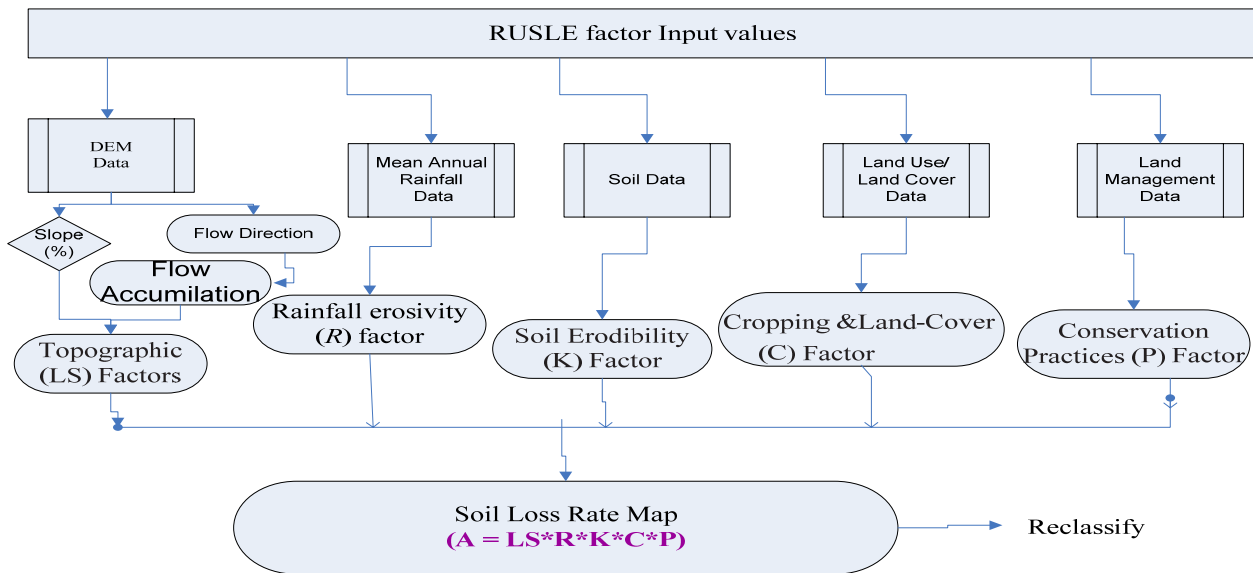 RUSLE factor Input values
DEM
Data
Mean Annual
Rainfall
Data
Soil Data
Land Use/
Land Cover
Data
Land
Management
Data
Slope
(%)
Flow Direction
Flow
Accumilation
Topographic
(LS) Factors
Rainfall erosivity
(R) factor
Soil Erodibility
(K) Factor
Cropping &Land-Cover
(C) Factor
Conservation
Practices (P) Factor
Soil Loss Rate Map
(A = LS*R*K*C*P)
Reclassify